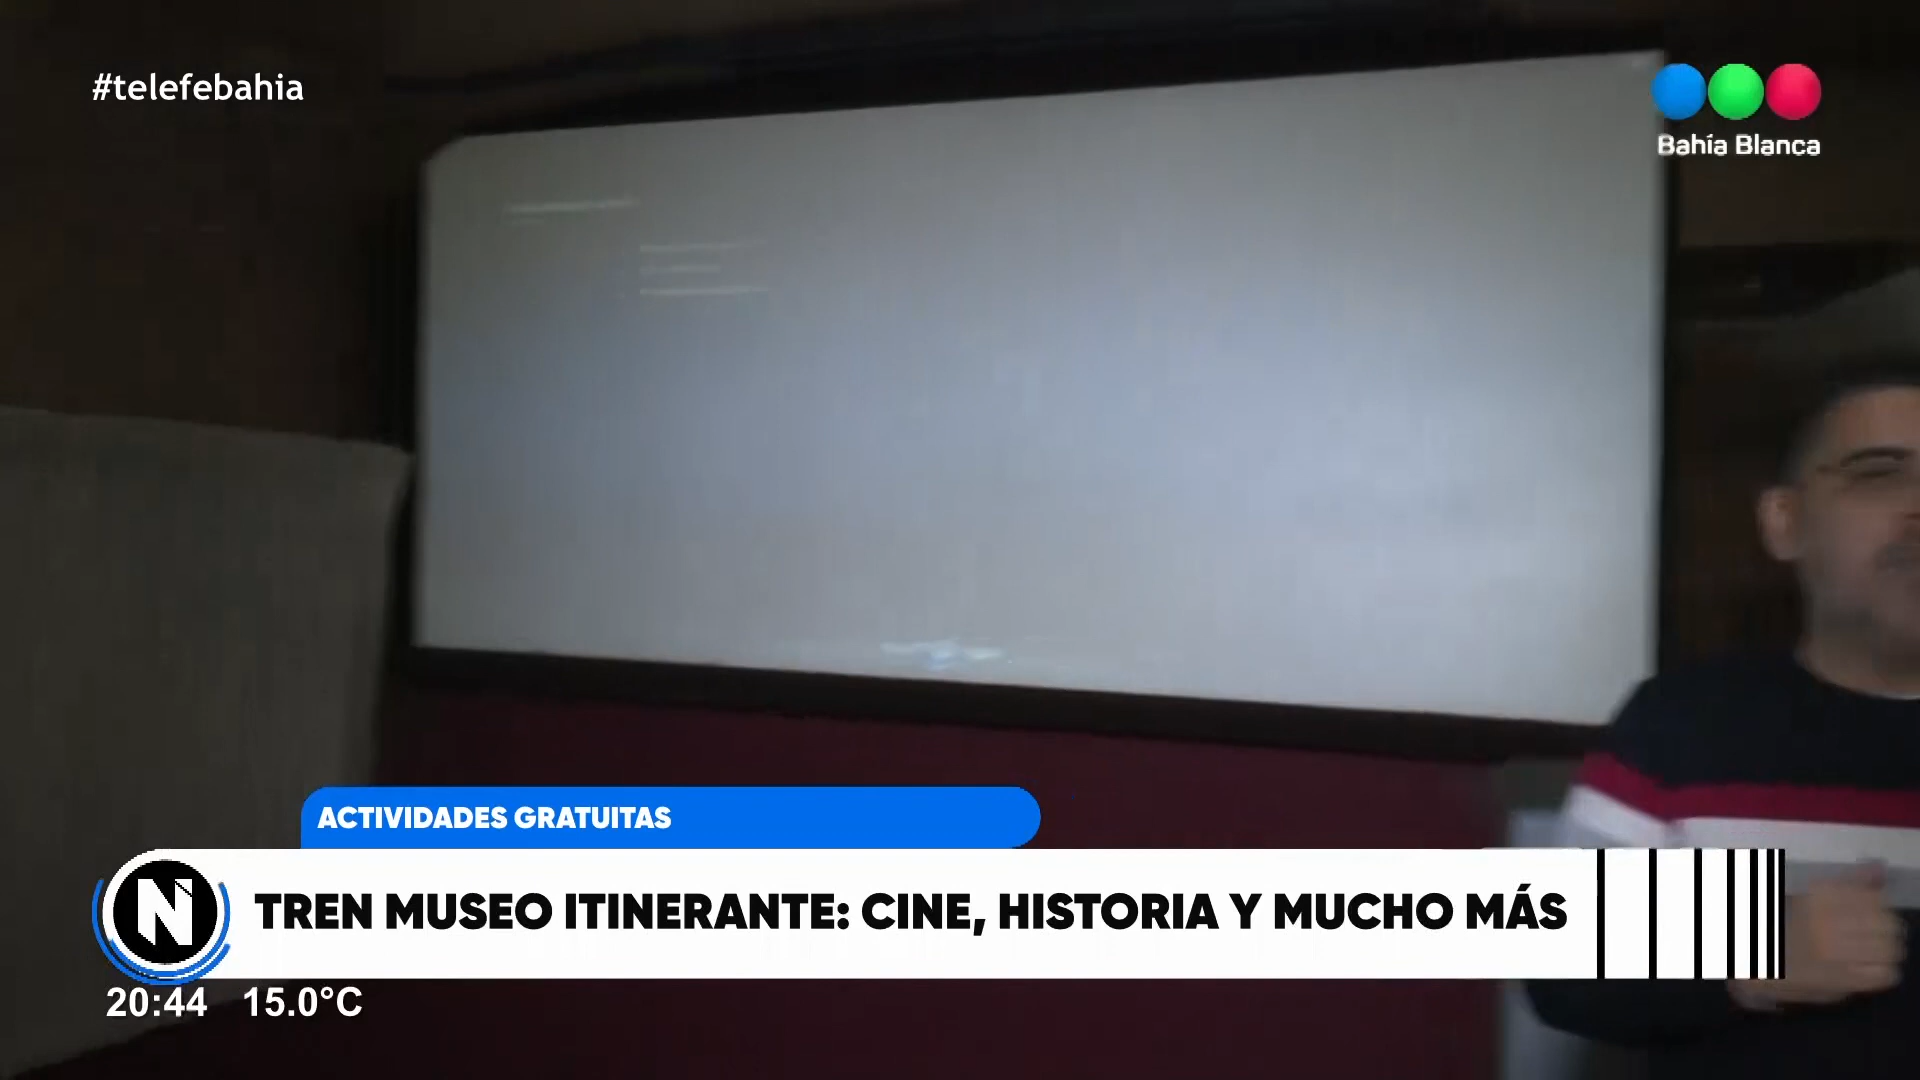 #telefebahia
Bahía Blanca
ACTIVIDADES GRATUITAS
N
TREN MUSEO ITINERANTE: CINE, HISTORIA Y MUCHO MÁS
20:44 15.0°C